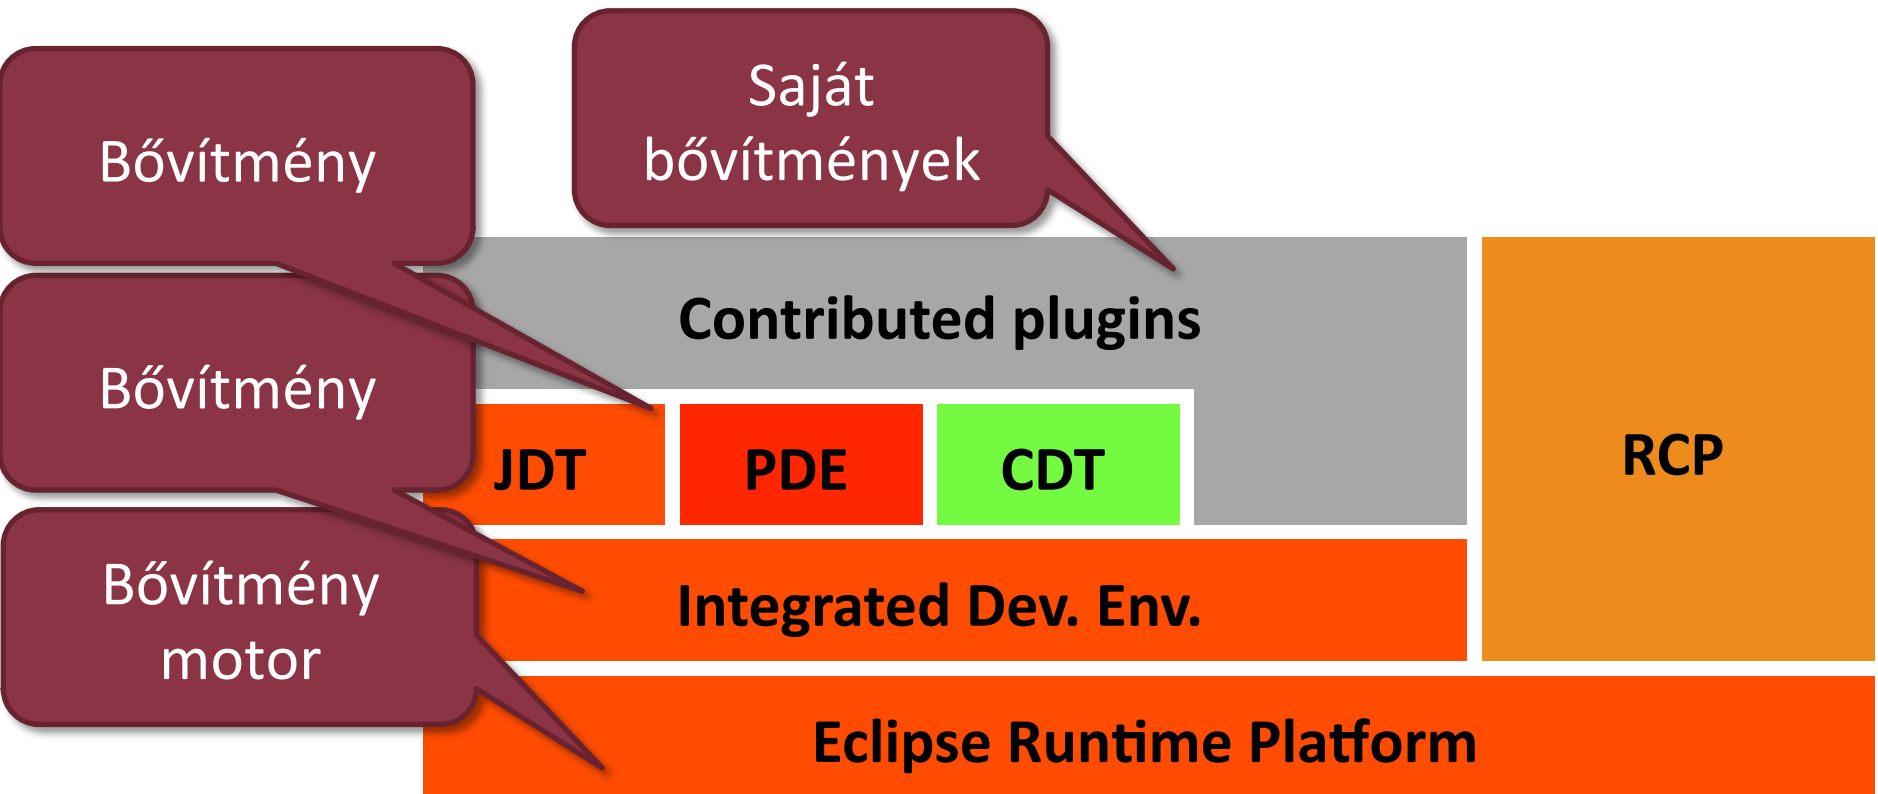 Saját
bővítmények
Bővítmény
Contributed plugins
Bővítmény
JDT
PDE
CDT
RCP
Bővítmény
motor
Integrated Dev. Env.
Eclipse Runtime Platform